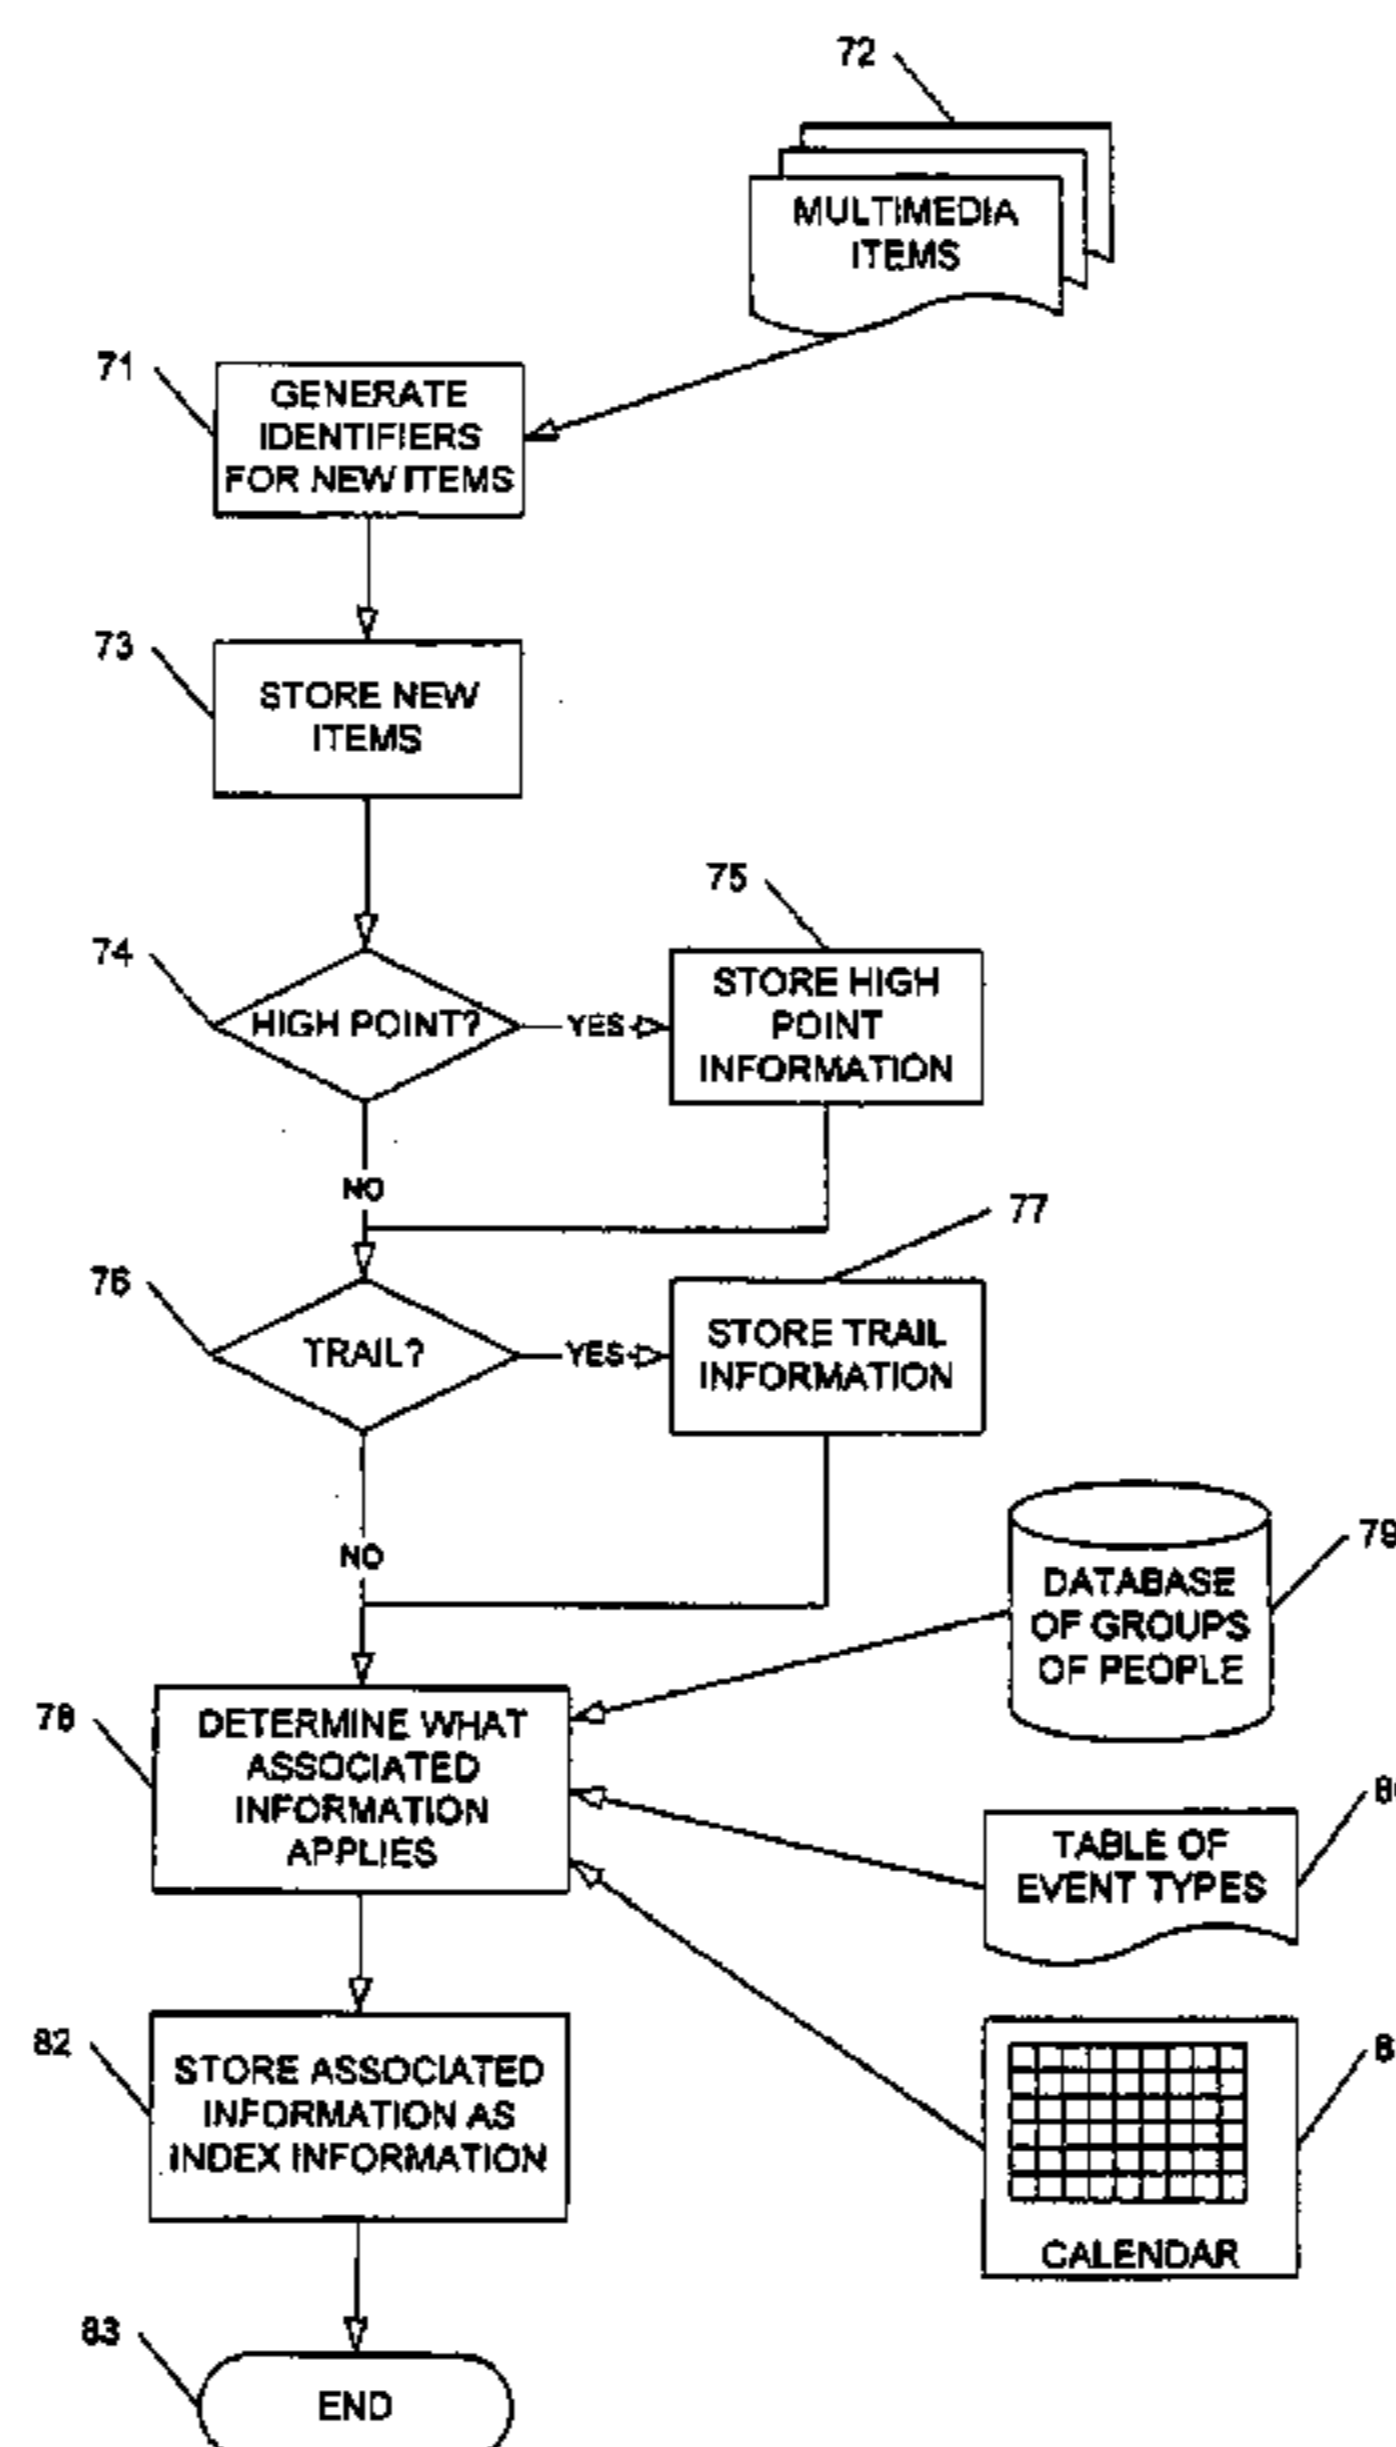 72
MULTIMEDIA
ITEMS
71
GENERATE
IDENTIFIERS
FOR NEW ITEMS
73
STORE NEW
ITEMS
75
74
HIGH POINT?
YES
STORE HIGH
POINT
INFORMATION
NO
77
76
TRAIL?
YES
STORE TRAIL
INFORMATION
NO
79
DATABASE
OF GROUPS
OF PEOPLE
78
DETERMINE WHAT
ASSOCIATED
INFORMATION
APPLIES
TABLE OF
EVENT TYPES
82
STORE ASSOCIATED
INFORMATION AS
INDEX INFORMATION
CALENDAR
83
END